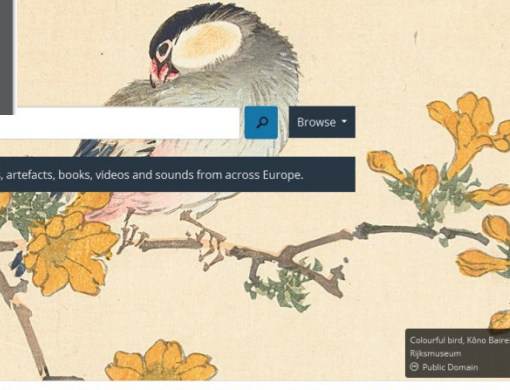 Browse
, artefacts, books, videos and sounds from across Europe.
Colourful bird, Kōno Baire
Rijksmuseum
Public Domain